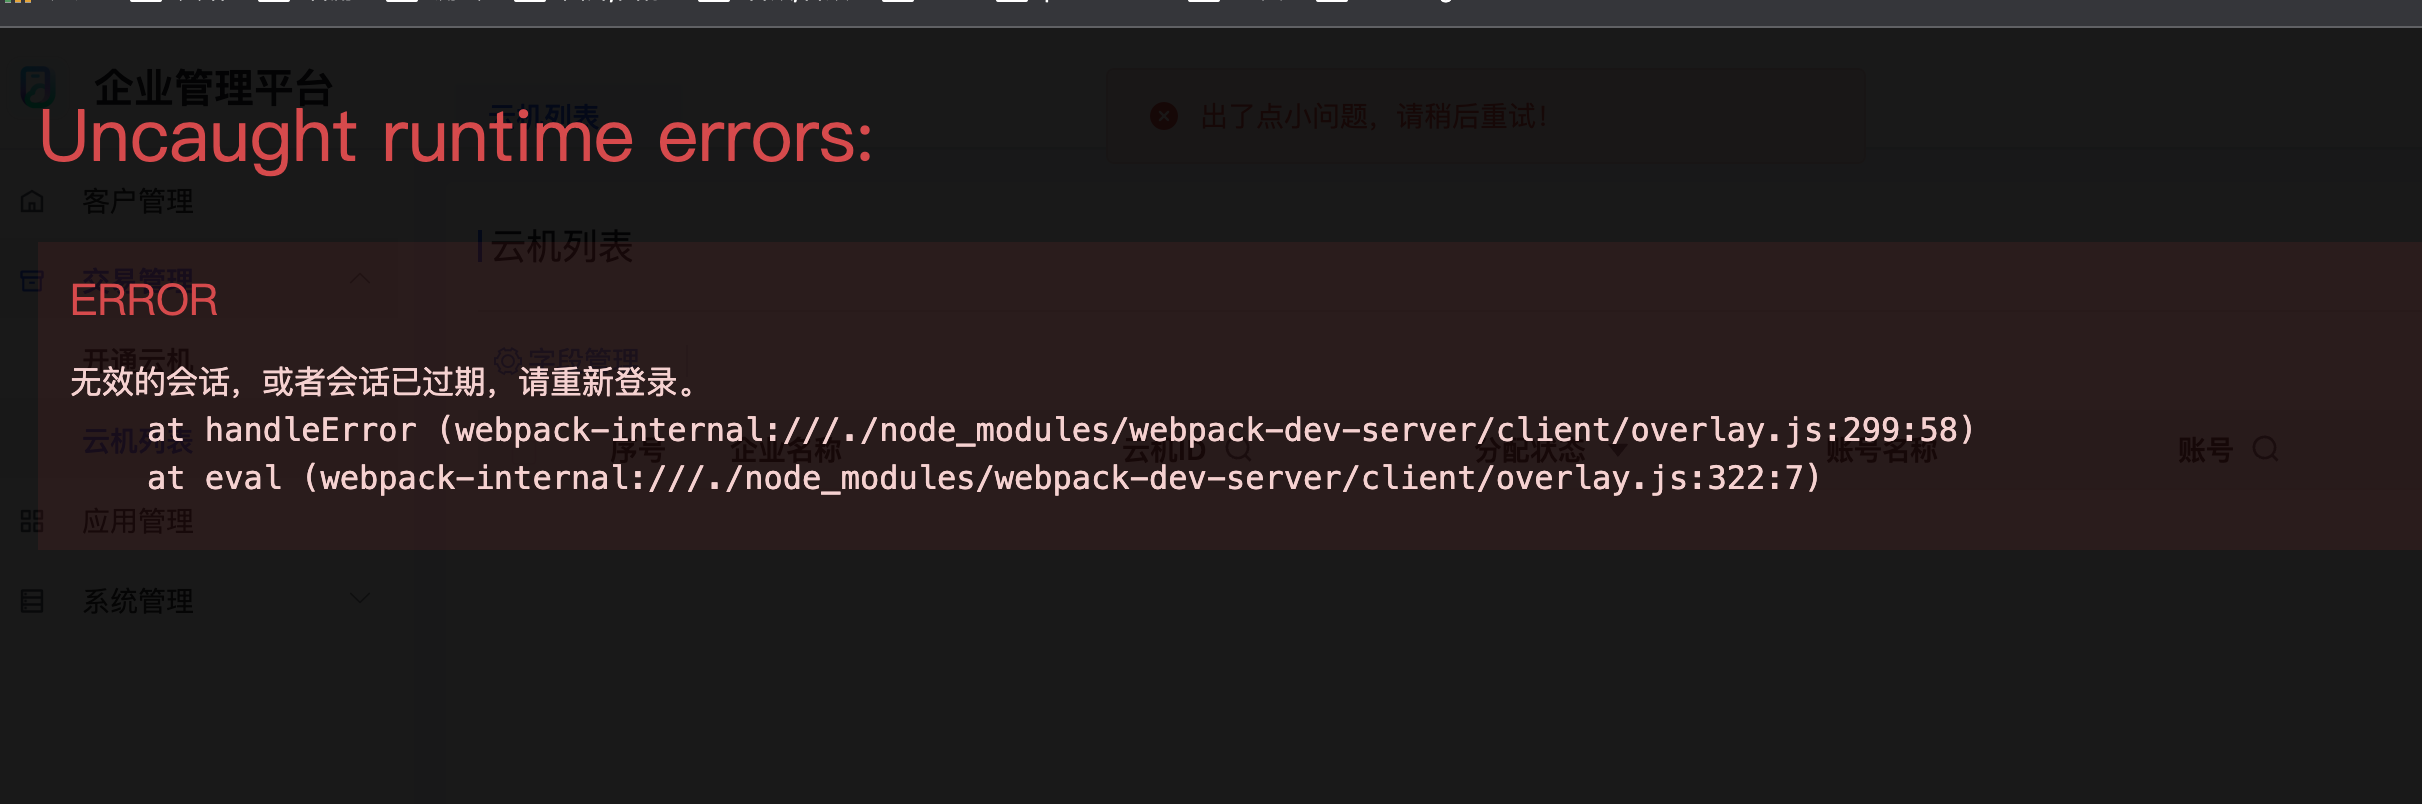 企业管理平台
云机列表
出了点小问题，请稍后重试！
Uncaught runtime errors:
客户管理
云机列表
交易管理
ERROR
开通云机
字段管理
无效的会话，或者会话已过期，请重新登录。
at handleError (webpack-internal:///./node_modules/webpack-dev-server/client/overlay.js:299:58)
云机列表
序号 企业名称 云机ID 分配状态 账号名称 账号
at eval (webpack-internal:///./node_modules/webpack-dev-server/client/overlay.js:322:7)
应用管理
系统管理